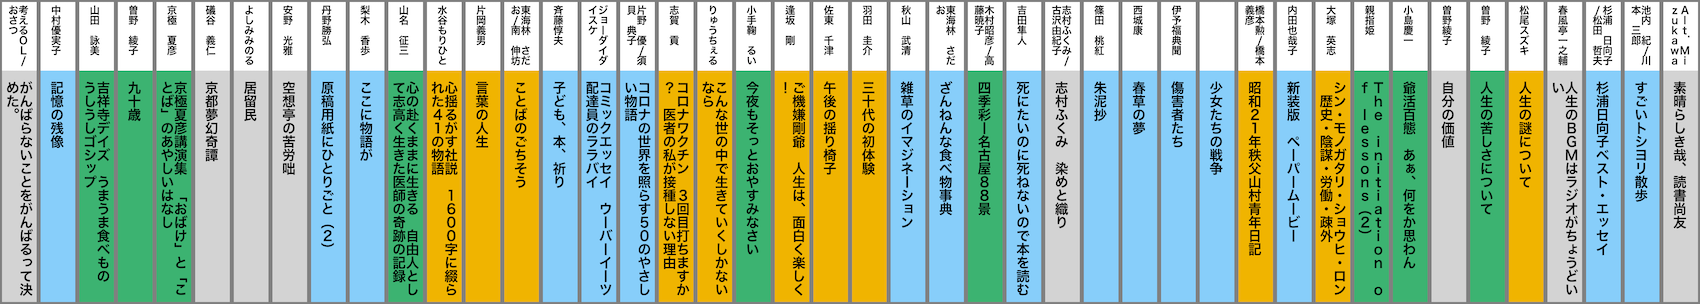 Ａｌｔ．Ｍｉ
ｚｕｋａｗａ
素晴らしき哉、読書尚友
池内　紀／川
本　三郎
すごいトシヨリ散歩
杉浦　日向子
／松田　哲夫
杉浦日向子ベスト・エッセイ
春風亭一之輔
人生のＢＧＭはラジオがちょうどい
い
松尾スズキ
人生の謎について
曽野　綾子
人生の苦しさについて
曽野綾子
自分の価値
小島慶一
爺活百態　あぁ、何をか思わん
親指姫
Ｔｈｅ　ｉｎｉｔｉａｔｉｏｎ　ｏ
ｆ　ｌｅｓｓｏｎｓ（２）
大塚　英志
シン・モノガタリ・ショウヒ・ロン
　歴史・陰謀・労働・疎外
内田也哉子
新装版　ペーパームービー
橋本勲／橋本
義彦
昭和２１年秩父山村青年日記
少女たちの戦争
伊予福典聞
傷害者たち
西城康
春草の夢
篠田　桃紅
朱泥抄
志村ふくみ／
古沢由紀子
志村ふくみ　染めと織り
吉田隼人
死にたいのに死ねないので本を読む
木村昭彦／高
藤暁子
四季彩ー名古屋８８景
東海林　さだ
お
ざんねんな食べ物事典
秋山　武清
雑草のイマジネーション
羽田　圭介
三十代の初体験
佐東　千津
午後の揺り椅子
逢坂　剛
ご機嫌剛爺　人生は、面白く楽しく
！
小手鞠　るい
今夜もそっとおやすみなさい
りゅうちぇる
こんな世の中で生きていくしかない
なら
志賀　貢
コロナワクチン　３回目打ちますか
？　医者の私が接種しない理由
片野　優／須
貝　典子
コロナの世界を照らす５０のやさし
い物語
ジョーダイダ
イスケ
コミックエッセイ　ウーバーイーツ
配達員のララバイ
斉藤惇夫
子ども、本、祈り
東海林　さだ
お／南　伸坊
ことばのごちそう
片岡義男
言葉の人生
水谷もりひと
心揺るがす社説　１６００字に綴ら
れた４１の物語
山名　征三
心の赴くままに生きる　自由人とし
て志高く生きた医師の奇跡の記録
梨木　香歩
ここに物語が
丹野勝弘
原稿用紙にひとりごと（２）
安野　光雅
空想亭の苦労咄
よしみみのる
居留民
磯谷　義仁
京都夢幻奇譚
京極　夏彦
京極夏彦講演集　「おばけ」と「こ
とば」のあやしいはなし
曽野　綾子
九十歳
山田　詠美
吉祥寺デイズ　うまうま食べもの
うしうしゴシップ
中村優実子
記憶の残像
考えるＯＬ／
おさつ
がんばらないことをがんばるって決
めた。